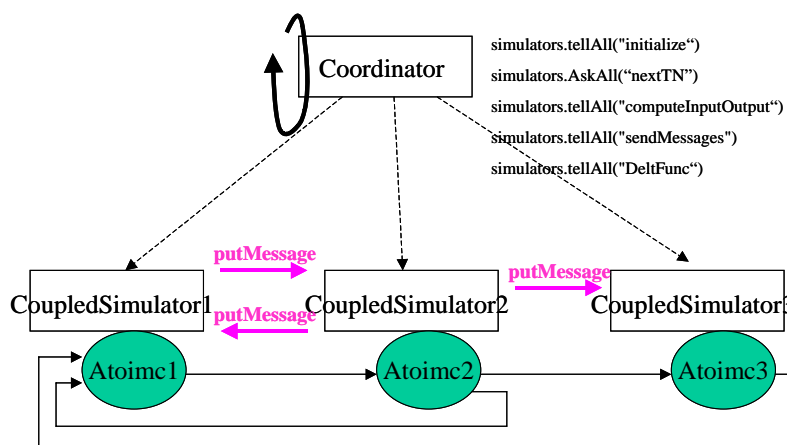 simulators.tellAll("initialize“)
Coordinator
simulators.AskAll(“nextTN”)
simulators.tellAll("computeInputOutput“)
simulators.tellAll("sendMessages")
simulators.tellAll("DeltFunc“)
putMessage
putMessage
CoupledSimulator1
CoupledSimulator2
CoupledSimulator3
putMessage
Atoimc1
Atoimc2
Atoimc3